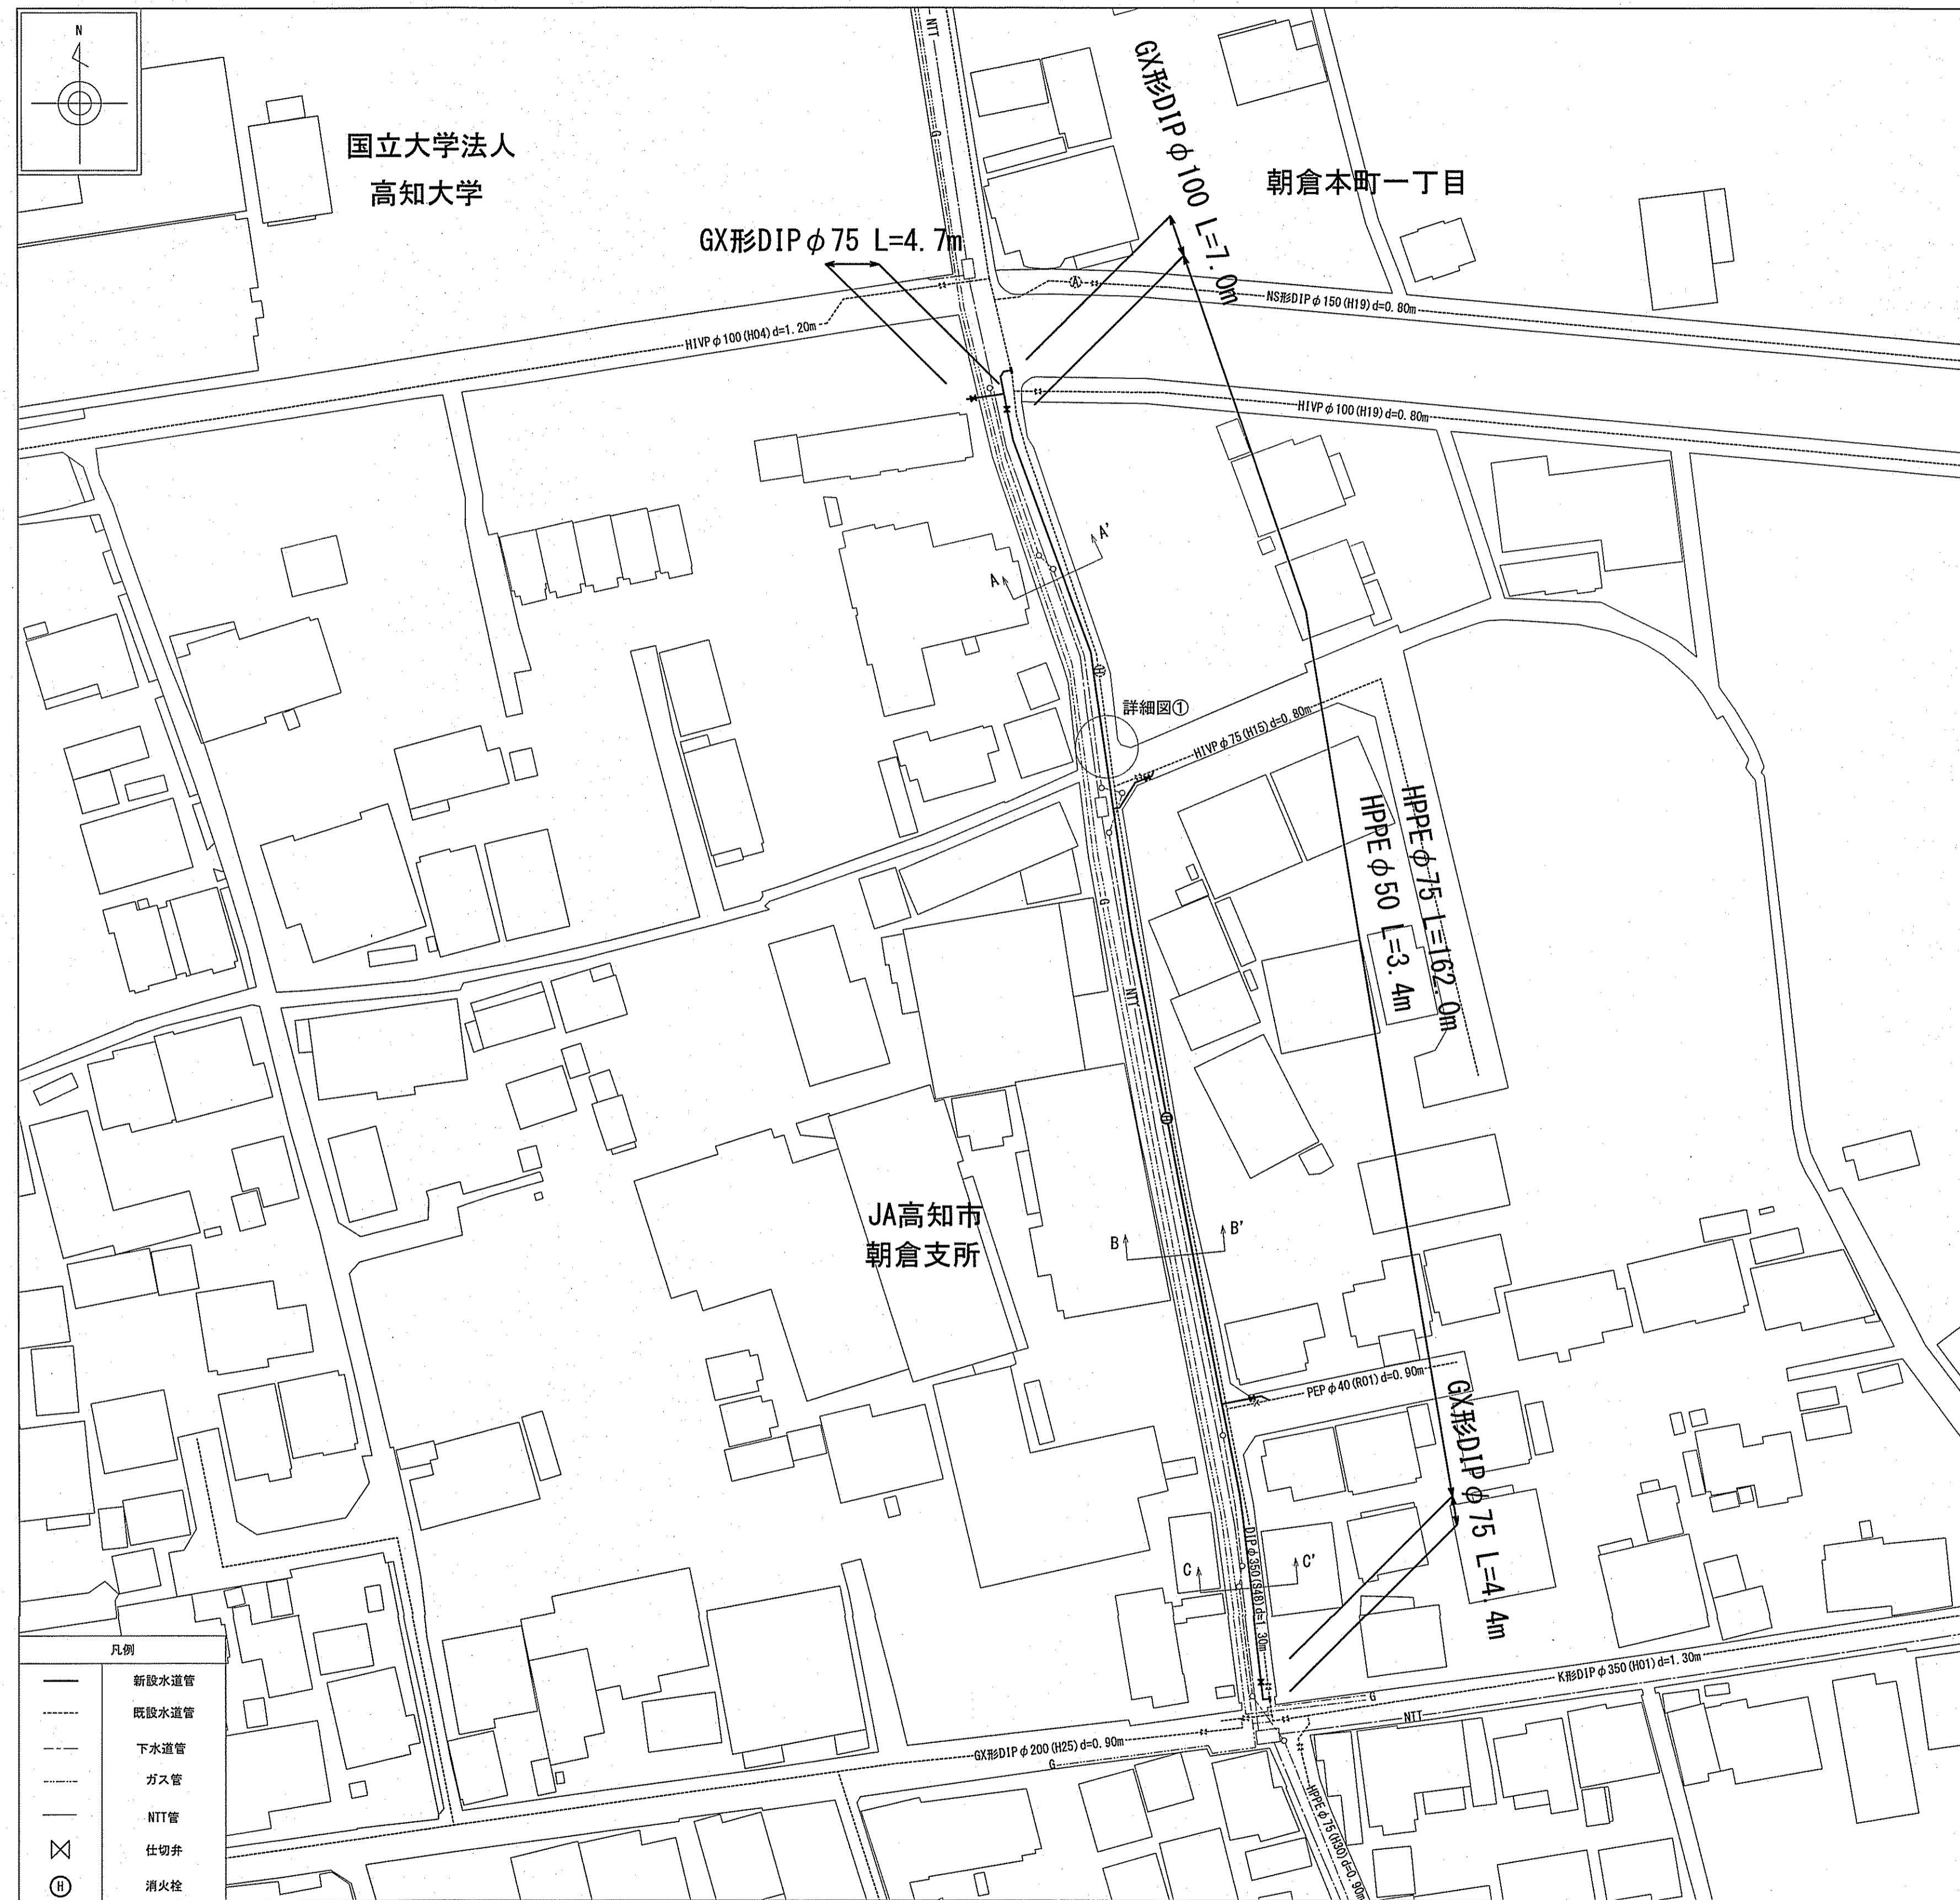 N
国立大学法人
高知大学
NTT
G
GX形DIPφ100 L=7.0m
朝倉本町一丁目
GX形DIPφ75 L=4.7m
A
NS形DIPφ150(H19)d=0.80m
HIVPφ100(H04)d=1.20m
HIVPφ100(H19)d=0.80m
A
A'
H
詳細図①
HIVPφ75(H15)d=0.80m
HPPEφ75 L=162.0m
HPPEφ50 L=3.4m
G
NTT
H
JA高知市
朝倉支所
B
B'
PEPφ40(R01)d=0.90m
GX形DIPφ75 L=4.4m
DIPφ350(S48)d=1.30m
C
C'
K形DIPφ350(H01)d=1.30m
G
NTT
GX形DIPφ200(H25)d=0.90m
G
HPPEφ75(H30)d=0.90m
凡例
新設水道管
既設水道管
下水道管
ガス管
NTT管
仕切弁
H
消火栓